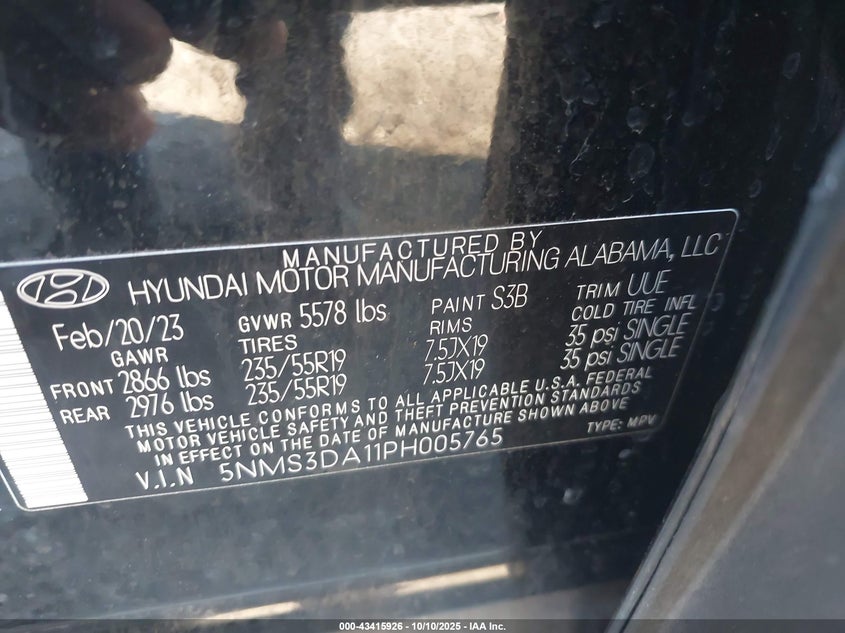 MANUFACTURED BY
HYUNDAI MOTOR MANUFACTURING ALABAMA, LLC
Feb/20/23 GVWR 5578 lbs PAINT S3B TRIM UUE
GAWR TIRES RIMS COLD TIRE INFL
FRONT 2866 lbs 235/55R19 7.5JX19 35 psi SINGLE
REAR 2976 lbs 235/55R19 7.5JX19 35 psi SINGLE
THIS VEHICLE CONFORMS TO ALL APPLICABLE U.S.A. FEDERAL
MOTOR VEHICLE SAFETY AND THEFT PREVENTION STANDARDS
IN EFFECT ON THE DATE OF MANUFACTURE SHOWN ABOVE
V.I.N 5NMS3DA11PH005765 TYPE: MPV
000-43415926 - 10/10/2025 - IAA Inc.